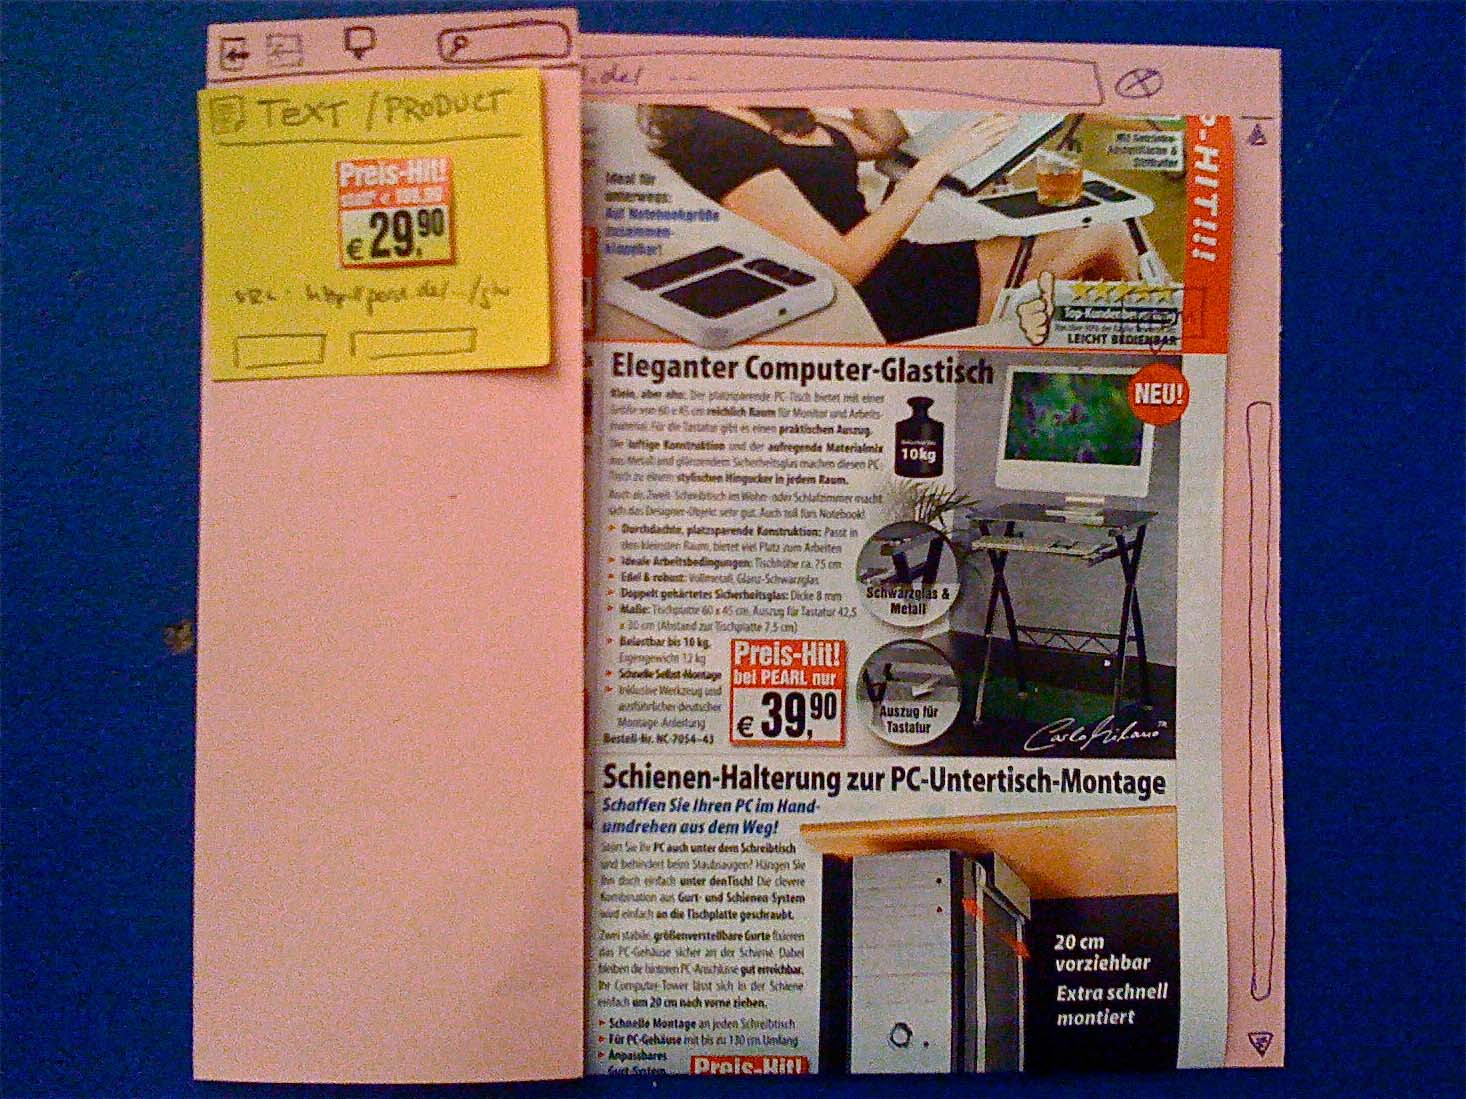 TEXT / PRODUCT
Preis-Hit!
€ 29,90
P-HIT!!!
Ideal für
unterwegs:
Auf Notebookgröße
zusammen-
klappbar!
Top-Kundenbewertung
LEICHT BEDIENBAR
Eleganter Computer-Glastisch
NEU!
Klein, aber oho: Der platzsparende PC-Tisch bietet mit einer
Größe von 60 x 45 cm reichlich Raum für Monitor und Arbeits-
material. Für die Tastatur gibt es einen praktischen Auszug.
Die luftige Konstruktion und der aufregende Materialmix
aus Metall und glänzendem Sicherheitsglas machen diesen PC-
Tisch zu einem stylischen Hingucker in jedem Raum.
Auch als Zweit-Schreibtisch im Wohn- oder Schlafzimmer macht
sich das Designer-Objekt sehr gut. Auch toll fürs Notebook!
Durchdachte, platzsparende Konstruktion: Passt in
den kleinsten Raum, bietet viel Platz zum Arbeiten
Ideale Arbeitsbedingungen: Tischhöhe ca. 75 cm
Edel & robust: Vollmetall, Glanz-Schwarzglas
Doppelt gehärtetes Sicherheitsglas: Dicke 8 mm
Maße: Tischplatte 60 x 45 cm, Auszug für Tastatur 42,5
x 30 cm (Abstand zur Tischplatte 7,5 cm)
Belastbar bis 10 kg,
Eigengewicht 12 kg
Schnelle Selbst-Montage
Inklusive Werkzeug und
ausführlicher deutscher
Montage-Anleitung
Bestell-Nr. NC-7054-43
10kg
Schwarzglas &
Metall
Auszug für
Tastatur
Preis-Hit!
bei PEARL nur
€ 39,90
Carlo Milano™
Schienen-Halterung zur PC-Untertisch-Montage
Schaffen Sie Ihren PC im Hand-
umdrehen aus dem Weg!
Stört Sie Ihr PC auch unter dem Schreibtisch
und behindert beim Staubsaugen? Hängen Sie
ihn doch einfach unter den Tisch! Die clevere
Kombination aus Gurt- und Schienen-System
wird einfach an die Tischplatte geschraubt.
Zwei stabile, größenverstellbare Gurte fixieren
das PC-Gehäuse sicher an der Schiene. Dabei
bleiben die hinteren PC-Anschlüsse gut erreichbar.
Ihr Computer-Tower lässt sich in der Schiene
einfach um 20 cm nach vorne ziehen.
Schnelle Montage an jeden Schreibtisch
Für PC-Gehäuse mit bis zu 130 cm Umfang
Anpassbares
Gurt-System
Preis-Hit!
20 cm
vorziehbar
Extra schnell
montiert